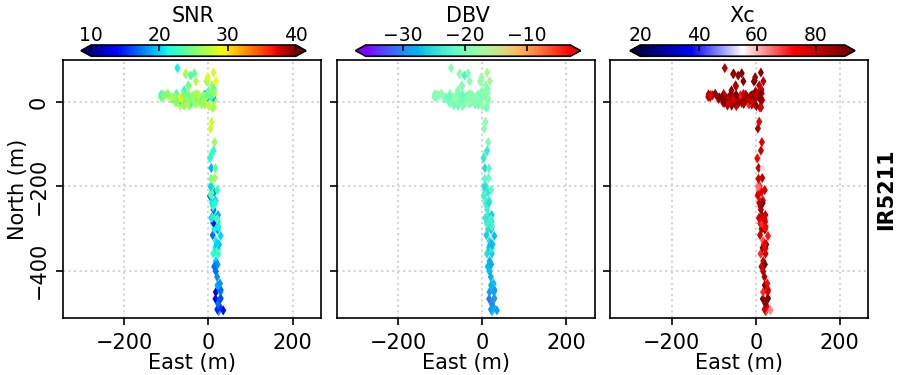 SNR DBV Xc
10 20 30 40 −30 −20 −10 20 40 60 80
0
−200
−400
North (m)
IR5211
−200 0 200 −200 0 200 −200 0 200
East (m) East (m) East (m)